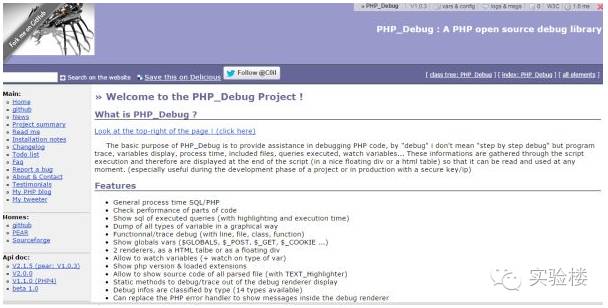 » PHP_Debug V1.0.3 vars & config logs & msgs 0 W3C 1.6 ms
Fork me on GitHub
PHP_Debug : A PHP open source debug library
Search on the website Save this on Delicious Follow
[ class tree: PHP_Debug ] [ index: PHP_Debug ] [ all elements ]
Main:
Home
github
News
Project summary
Read me
Installation notes
Changelog
Todo list
Faq
Report a bug
About & Contact
Testimonials
My PHP blog
My tweeter
Homes:
github
PEAR
Sourceforge
Api doc:
V2.1.5 (pear: V1.0.3)
V2.0.0
V1.1.0 (PHP4)
beta 1.0
» Welcome to the PHP_Debug Project !
What is PHP_Debug ?
Look at the top-right of the page ! (click here)
The basic purpose of PHP_Debug is to provide assistance in debugging PHP code, by "debug" i don't mean "step by step debug" but program
trace, variables display, process time, included files, queries executed, watch variables... These informations are gathered through the script
execution and therefore are displayed at the end of the script (in a nice floating div or a html table) so that it can be read and used at any
moment. (especially useful during the development phase of a project or in production with a secure key/ip)
Features
General process time SQL/PHP
Check performance of parts of code
Show sql of executed queries (with highlighting and execution time)
Dump of all types of variable in a graphical way
Functionnal/trace debug (with line, file, class, function)
Show globals vars ($GLOBALS, $_POST, $_GET, $_COOKIE ...)
2 renderers, as a HTML talbe or as a floating div
Allow to watch variables (+ watch on type of var)
Show php version & loaded extensions
Allow to show source code of all parsed file (with TEXT_Highlighter)
Static methods to debug/trace out of the debug renderer display
Debug infos are classified by type (14 types available)
Can replace the PHP error handler to show messages inside the debug renderer
实验楼